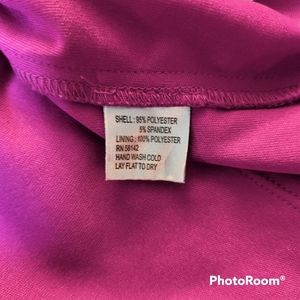 SHELL: 95% POLYESTER
5% SPANDEX
LINING: 100% POLYESTER
RN 58142
HAND WASH COLD
LAY FLAT TO DRY
PhotoRoom®